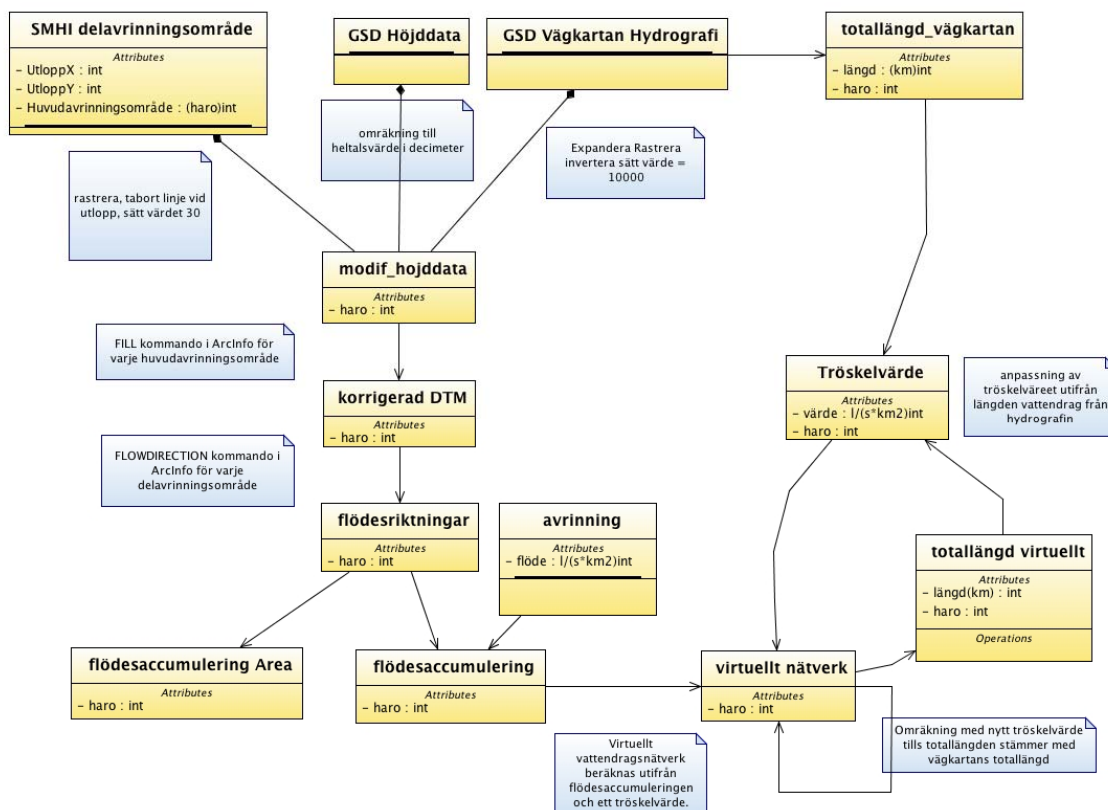 SMHI delavrinningsområde
Attributes
– UtloppX : int
– UtloppY : int
– Huvudavrinningsområde : (haro)int
GSD Höjddata
GSD Vägkartan Hydrografi
totallängd_vägkartan
Attributes
– längd : (km)int
– haro : int
rastrera, tabort linje vid
utlopp, sätt värdet 30
omräkning till
heltalsvärde i decimeter
Expandera Rastrera
invertera sätt värde =
10000
modif_hojddata
Attributes
– haro : int
FILL kommando i ArcInfo för
varje huvudavrinningsområde
korrigerad DTM
Attributes
– haro : int
Tröskelvärde
Attributes
– värde : l/(s*km2)int
– haro : int
anpassning av
tröskelväreet utifrån
längden vattendrag från
hydrografin
FLOWDIRECTION kommando i
ArcInfo för varje
delavrinningsområde
flödesriktningar
Attributes
– haro : int
avrinning
Attributes
– flöde : l/(s*km2)int
totallängd virtuellt
Attributes
– längd(km) : int
– haro : int
Operations
flödesaccumulering Area
Attributes
– haro : int
flödesaccumulering
Attributes
– haro : int
virtuellt nätverk
Attributes
– haro : int
Omräkning med nytt tröskelvärde
tills totallängden stämmer med
vägkartans totallängd
Virtuellt
vattendragsnätverk
beräknas utifrån
flödesaccumuleringen
och ett tröskelvärde.